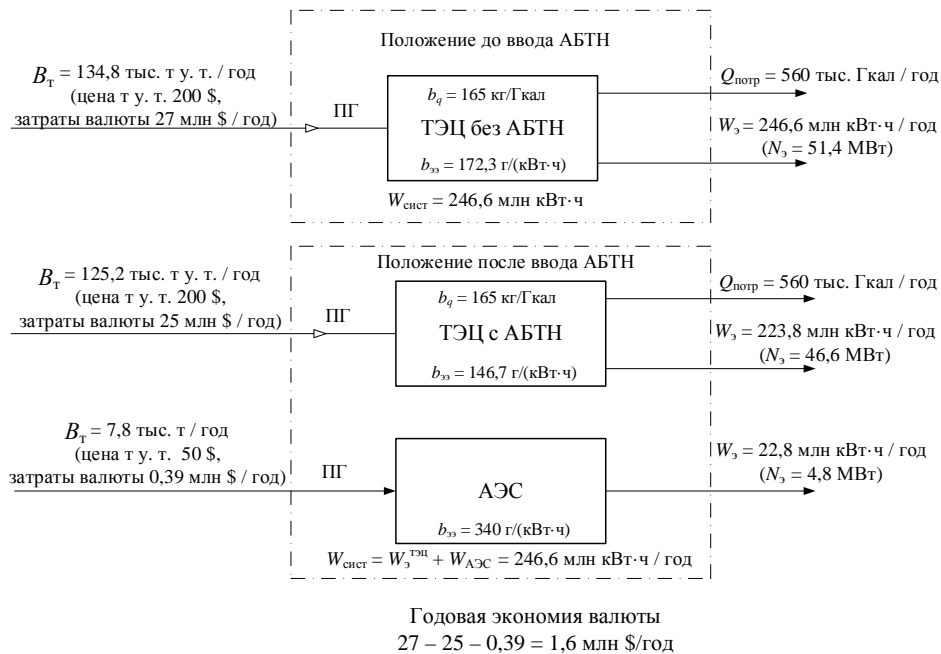 Положение до ввода АБТН
Bт = 134,8 тыс. т у. т. / год
(цена т у. т. 200 $,
затраты валюты 27 млн $ / год)
ПГ
bq = 165 кг/Гкал
ТЭЦ без АБТН
bээ = 172,3 г/(кВт·ч)
Wсист = 246,6 млн кВт·ч
Qпотр = 560 тыс. Гкал / год
Wэ = 246,6 млн кВт·ч / год
(Nэ = 51,4 МВт)
Положение после ввода АБТН
Bт = 125,2 тыс. т у. т. / год
(цена т у. т. 200 $,
затраты валюты 25 млн $ / год)
ПГ
bq = 165 кг/Гкал
ТЭЦ с АБТН
bээ = 146,7 г/(кВт·ч)
Qпотр = 560 тыс. Гкал / год
Wэ = 223,8 млн кВт·ч / год
(Nэ = 46,6 МВт)
Bт = 7,8 тыс. т / год
(цена т у. т. 50 $,
затраты валюты 0,39 млн $ / год)
ПГ
АЭС
bээ = 340 г/(кВт·ч)
Wэ = 22,8 млн кВт·ч / год
(Nэ = 4,8 МВт)
Wсист = Wэтэц + WАЭС = 246,6 млн кВт·ч / год
Годовая экономия валюты
27 – 25 – 0,39 = 1,6 млн $/год